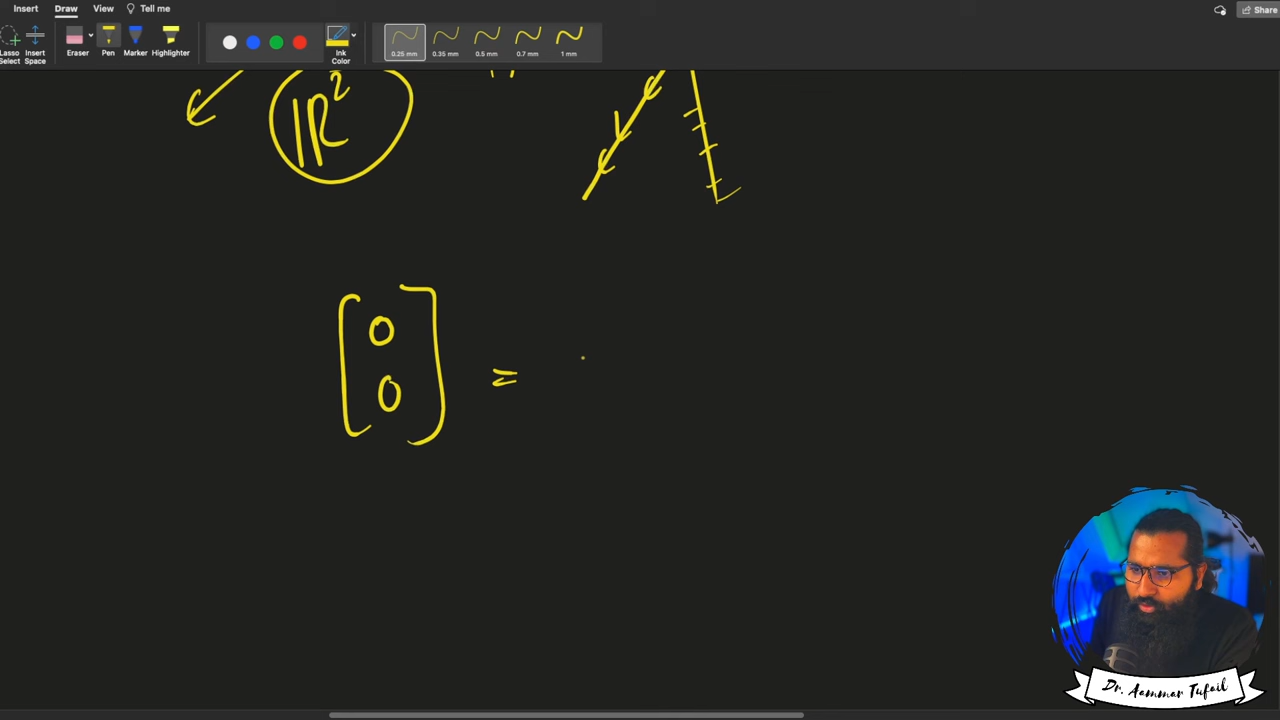 Insert Draw View Tell me
Share
Lasso Select
Insert Space
Eraser
Pen
Marker
Highlighter
Ink Color
0.25 mm
0.35 mm
0.5 mm
0.7 mm
1 mm
ℝ²
[0
0] =
Dr. Aammar Tufail